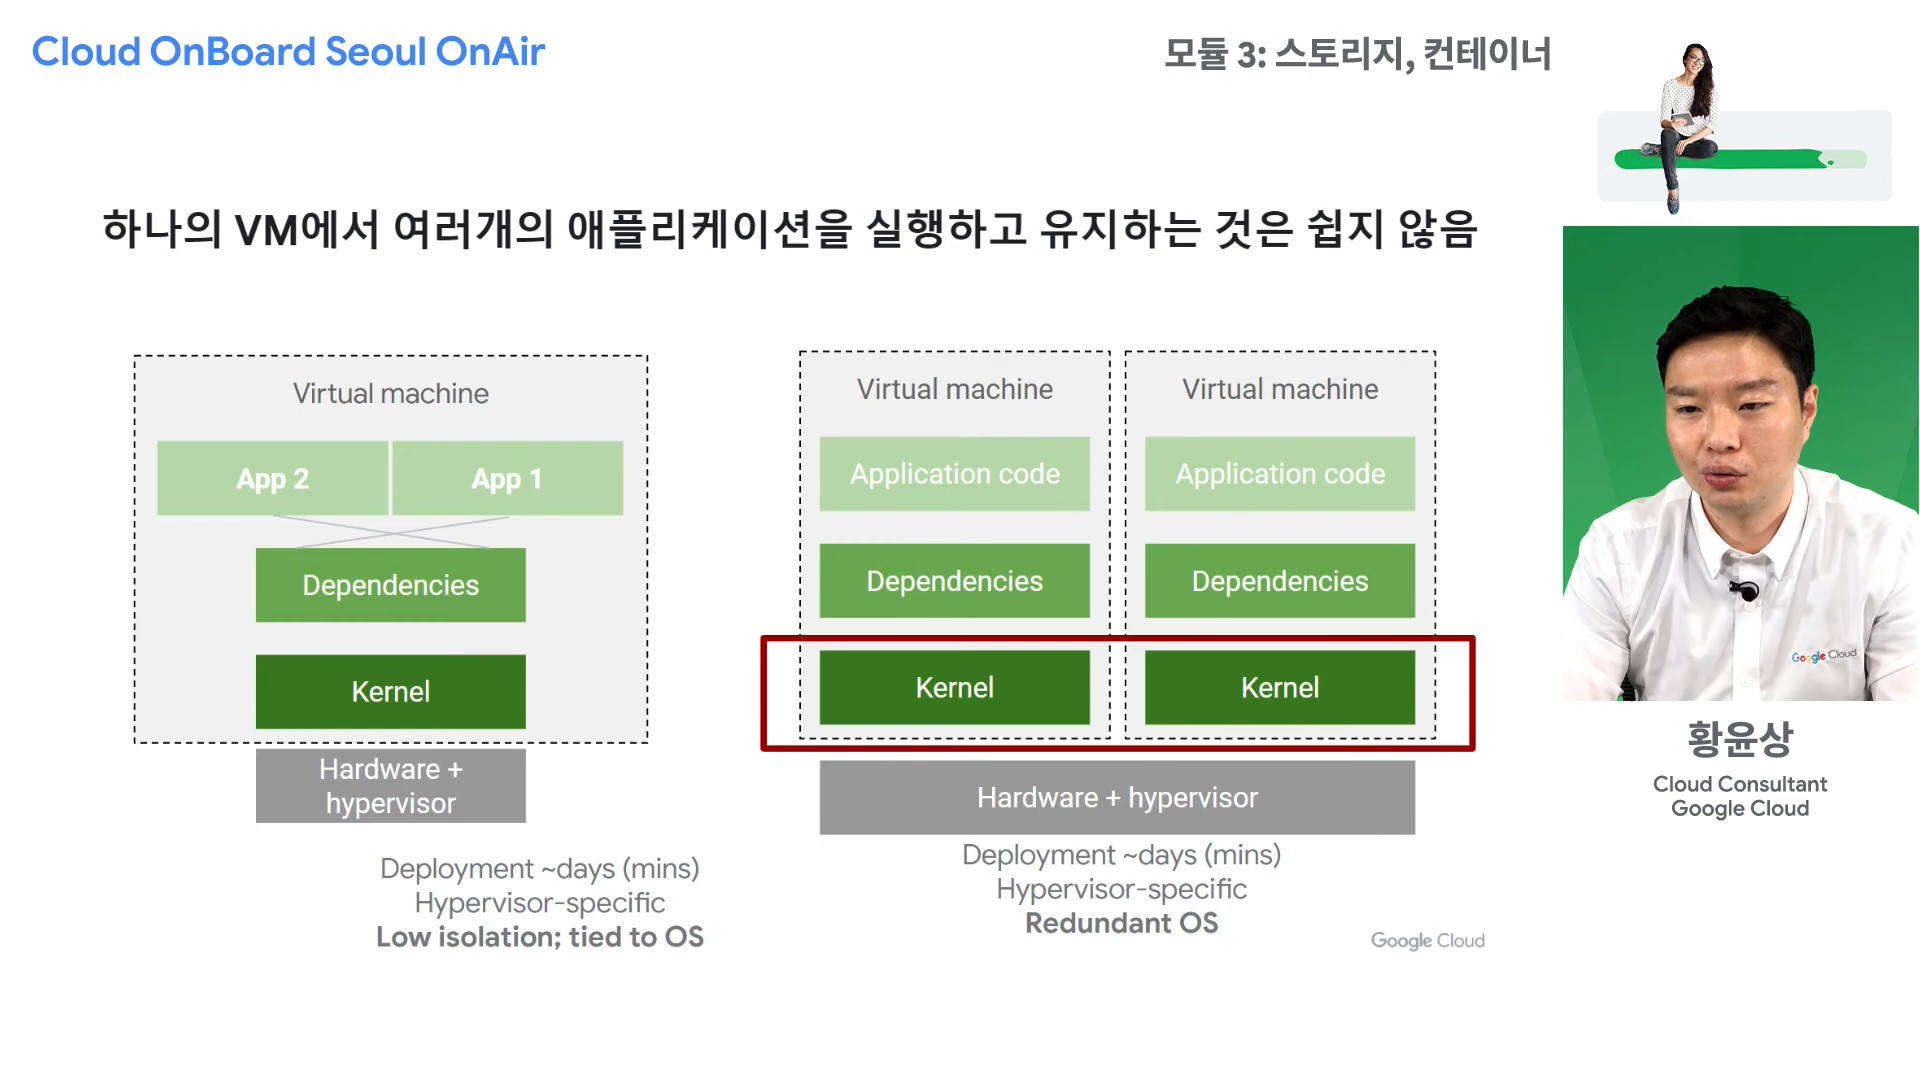 Cloud OnBoard Seoul OnAir
모듈 3: 스토리지, 컨테이너
하나의 VM에서 여러개의 애플리케이션을 실행하고 유지하는 것은 쉽지 않음
Virtual machine
App 2
App 1
Dependencies
Kernel
Hardware +
hypervisor
Deployment ~days (mins)
Hypervisor-specific
Low isolation; tied to OS
Virtual machine
Application code
Dependencies
Kernel
Virtual machine
Application code
Dependencies
Kernel
Hardware + hypervisor
Deployment ~days (mins)
Hypervisor-specific
Redundant OS
Google Cloud
Google Cloud
황윤상
Cloud Consultant
Google Cloud